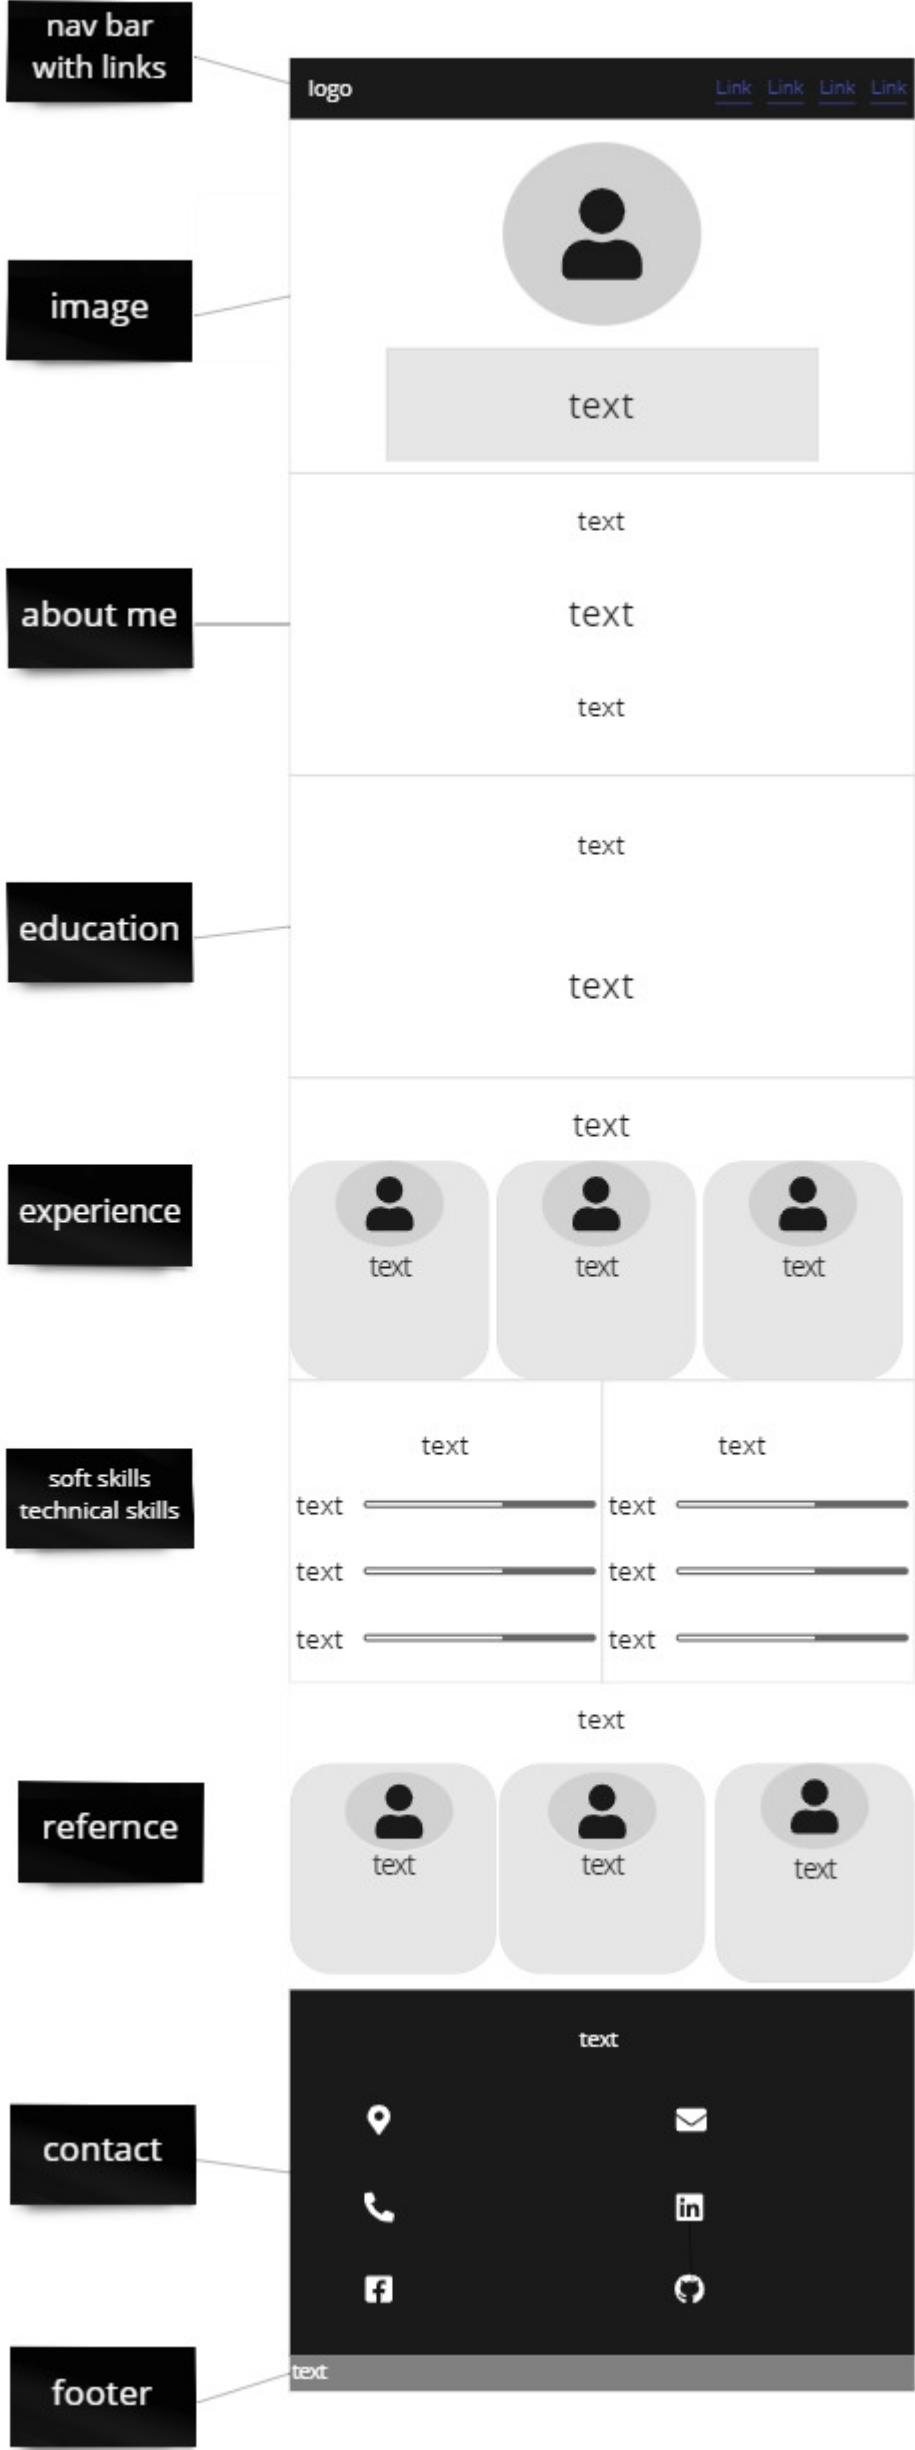 nav bar
with links
logo
Link Link Link Link
image
text
text
about me
text
text
text
education
text
text
experience
text text text
text text
soft skills
technical skills
text text
text text
text text
text
refernce
text text text
text
contact
footer
text